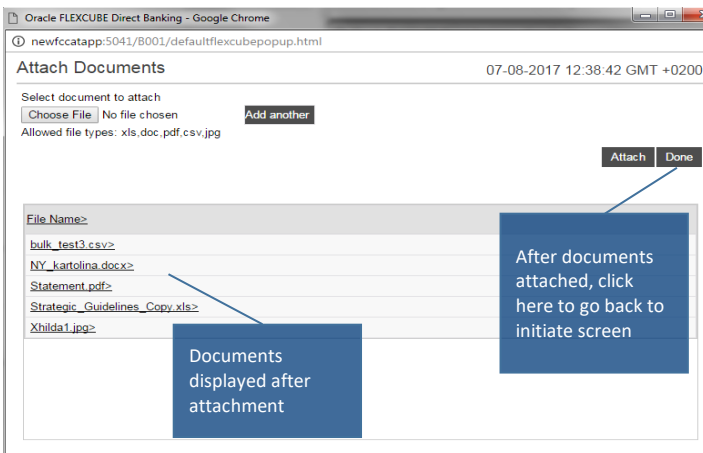 Oracle FLEXCUBE Direct Banking - Google Chrome
newfccatapp:5041/B001/defaultflexcubepopup.html
Attach Documents
07-08-2017 12:38:42 GMT +0200
Select document to attach
Choose File No file chosen Add another
Allowed file types: xls,doc,pdf,csv,jpg
Attach Done
File Name>
bulk_test3.csv>
NY_kartolina.docx>
Statement.pdf>
Strategic_Guidelines_Copy.xls>
Xhilda1.jpg>
After documents
attached, click
here to go back to
initiate screen
Documents
displayed after
attachment